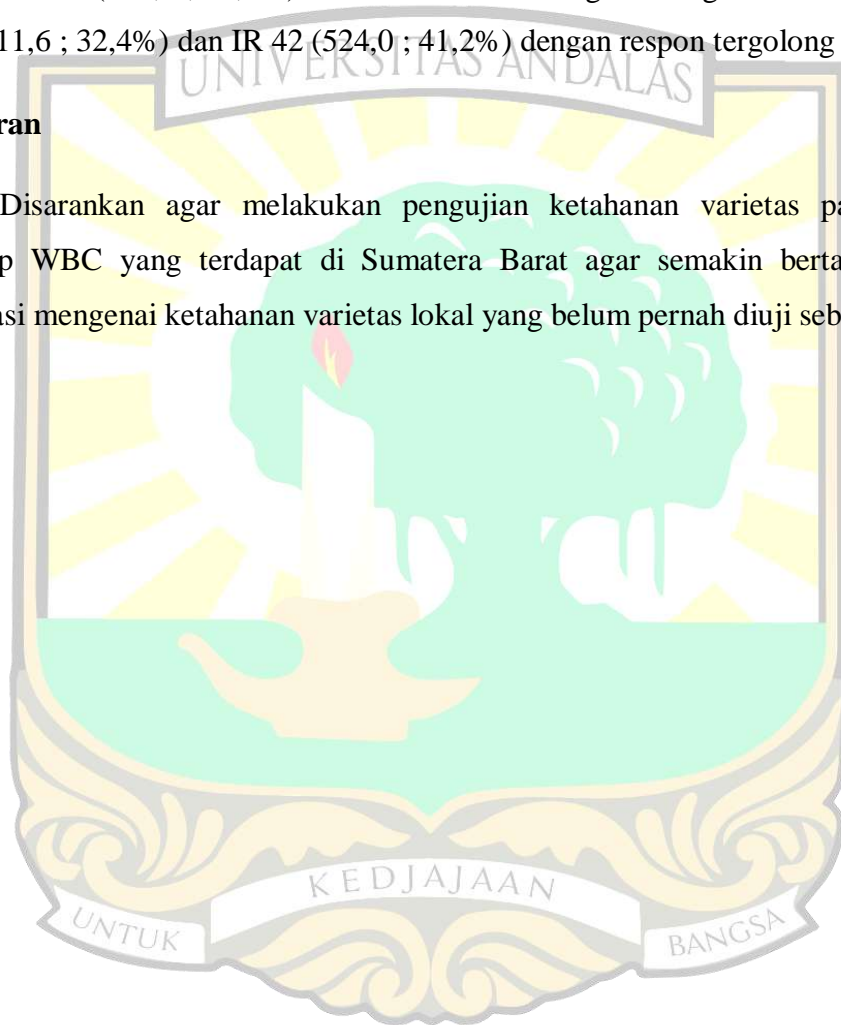 11,6 ; 32,4%) dan IR 42 (524,0 ; 41,2%) dengan respon tergolong
UNIVERSITAS ANDALAS
ran
Disarankan agar melakukan pengujian ketahanan varietas pa
p WBC yang terdapat di Sumatera Barat agar semakin berta
asi mengenai ketahanan varietas lokal yang belum pernah diuji seb
UNTUK KEDJAJAAN BANGSA